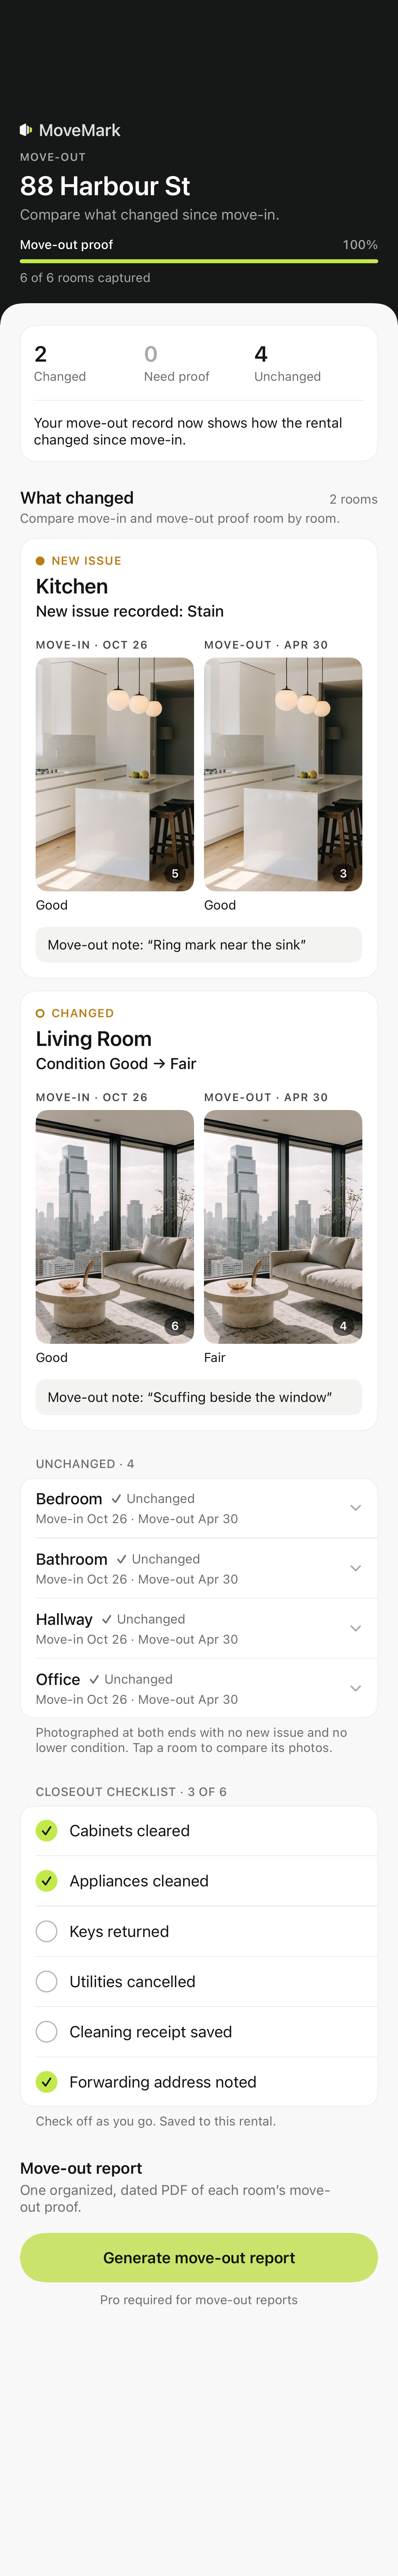 MoveMark
MOVE-OUT
88 Harbour St
Compare what changed since move-in.
Move-out proof 100%
6 of 6 rooms captured
2 0 4
Changed Need proof Unchanged
Your move-out record now shows how the rental
changed since move-in.
What changed 2 rooms
Compare move-in and move-out proof room by room.
NEW ISSUE
Kitchen
New issue recorded: Stain
MOVE-IN · OCT 26 MOVE-OUT · APR 30
5 3
Good Good
Move-out note: “Ring mark near the sink”
CHANGED
Living Room
Condition Good → Fair
MOVE-IN · OCT 26 MOVE-OUT · APR 30
6 4
Good Fair
Move-out note: “Scuffing beside the window”
UNCHANGED · 4
Bedroom ✓ Unchanged
Move-in Oct 26 · Move-out Apr 30
Bathroom ✓ Unchanged
Move-in Oct 26 · Move-out Apr 30
Hallway ✓ Unchanged
Move-in Oct 26 · Move-out Apr 30
Office ✓ Unchanged
Move-in Oct 26 · Move-out Apr 30
Photographed at both ends with no new issue and no
lower condition. Tap a room to compare its photos.
CLOSEOUT CHECKLIST · 3 OF 6
Cabinets cleared
Appliances cleaned
Keys returned
Utilities cancelled
Cleaning receipt saved
Forwarding address noted
Check off as you go. Saved to this rental.
Move-out report
One organized, dated PDF of each room’s move-
out proof.
Generate move-out report
Pro required for move-out reports